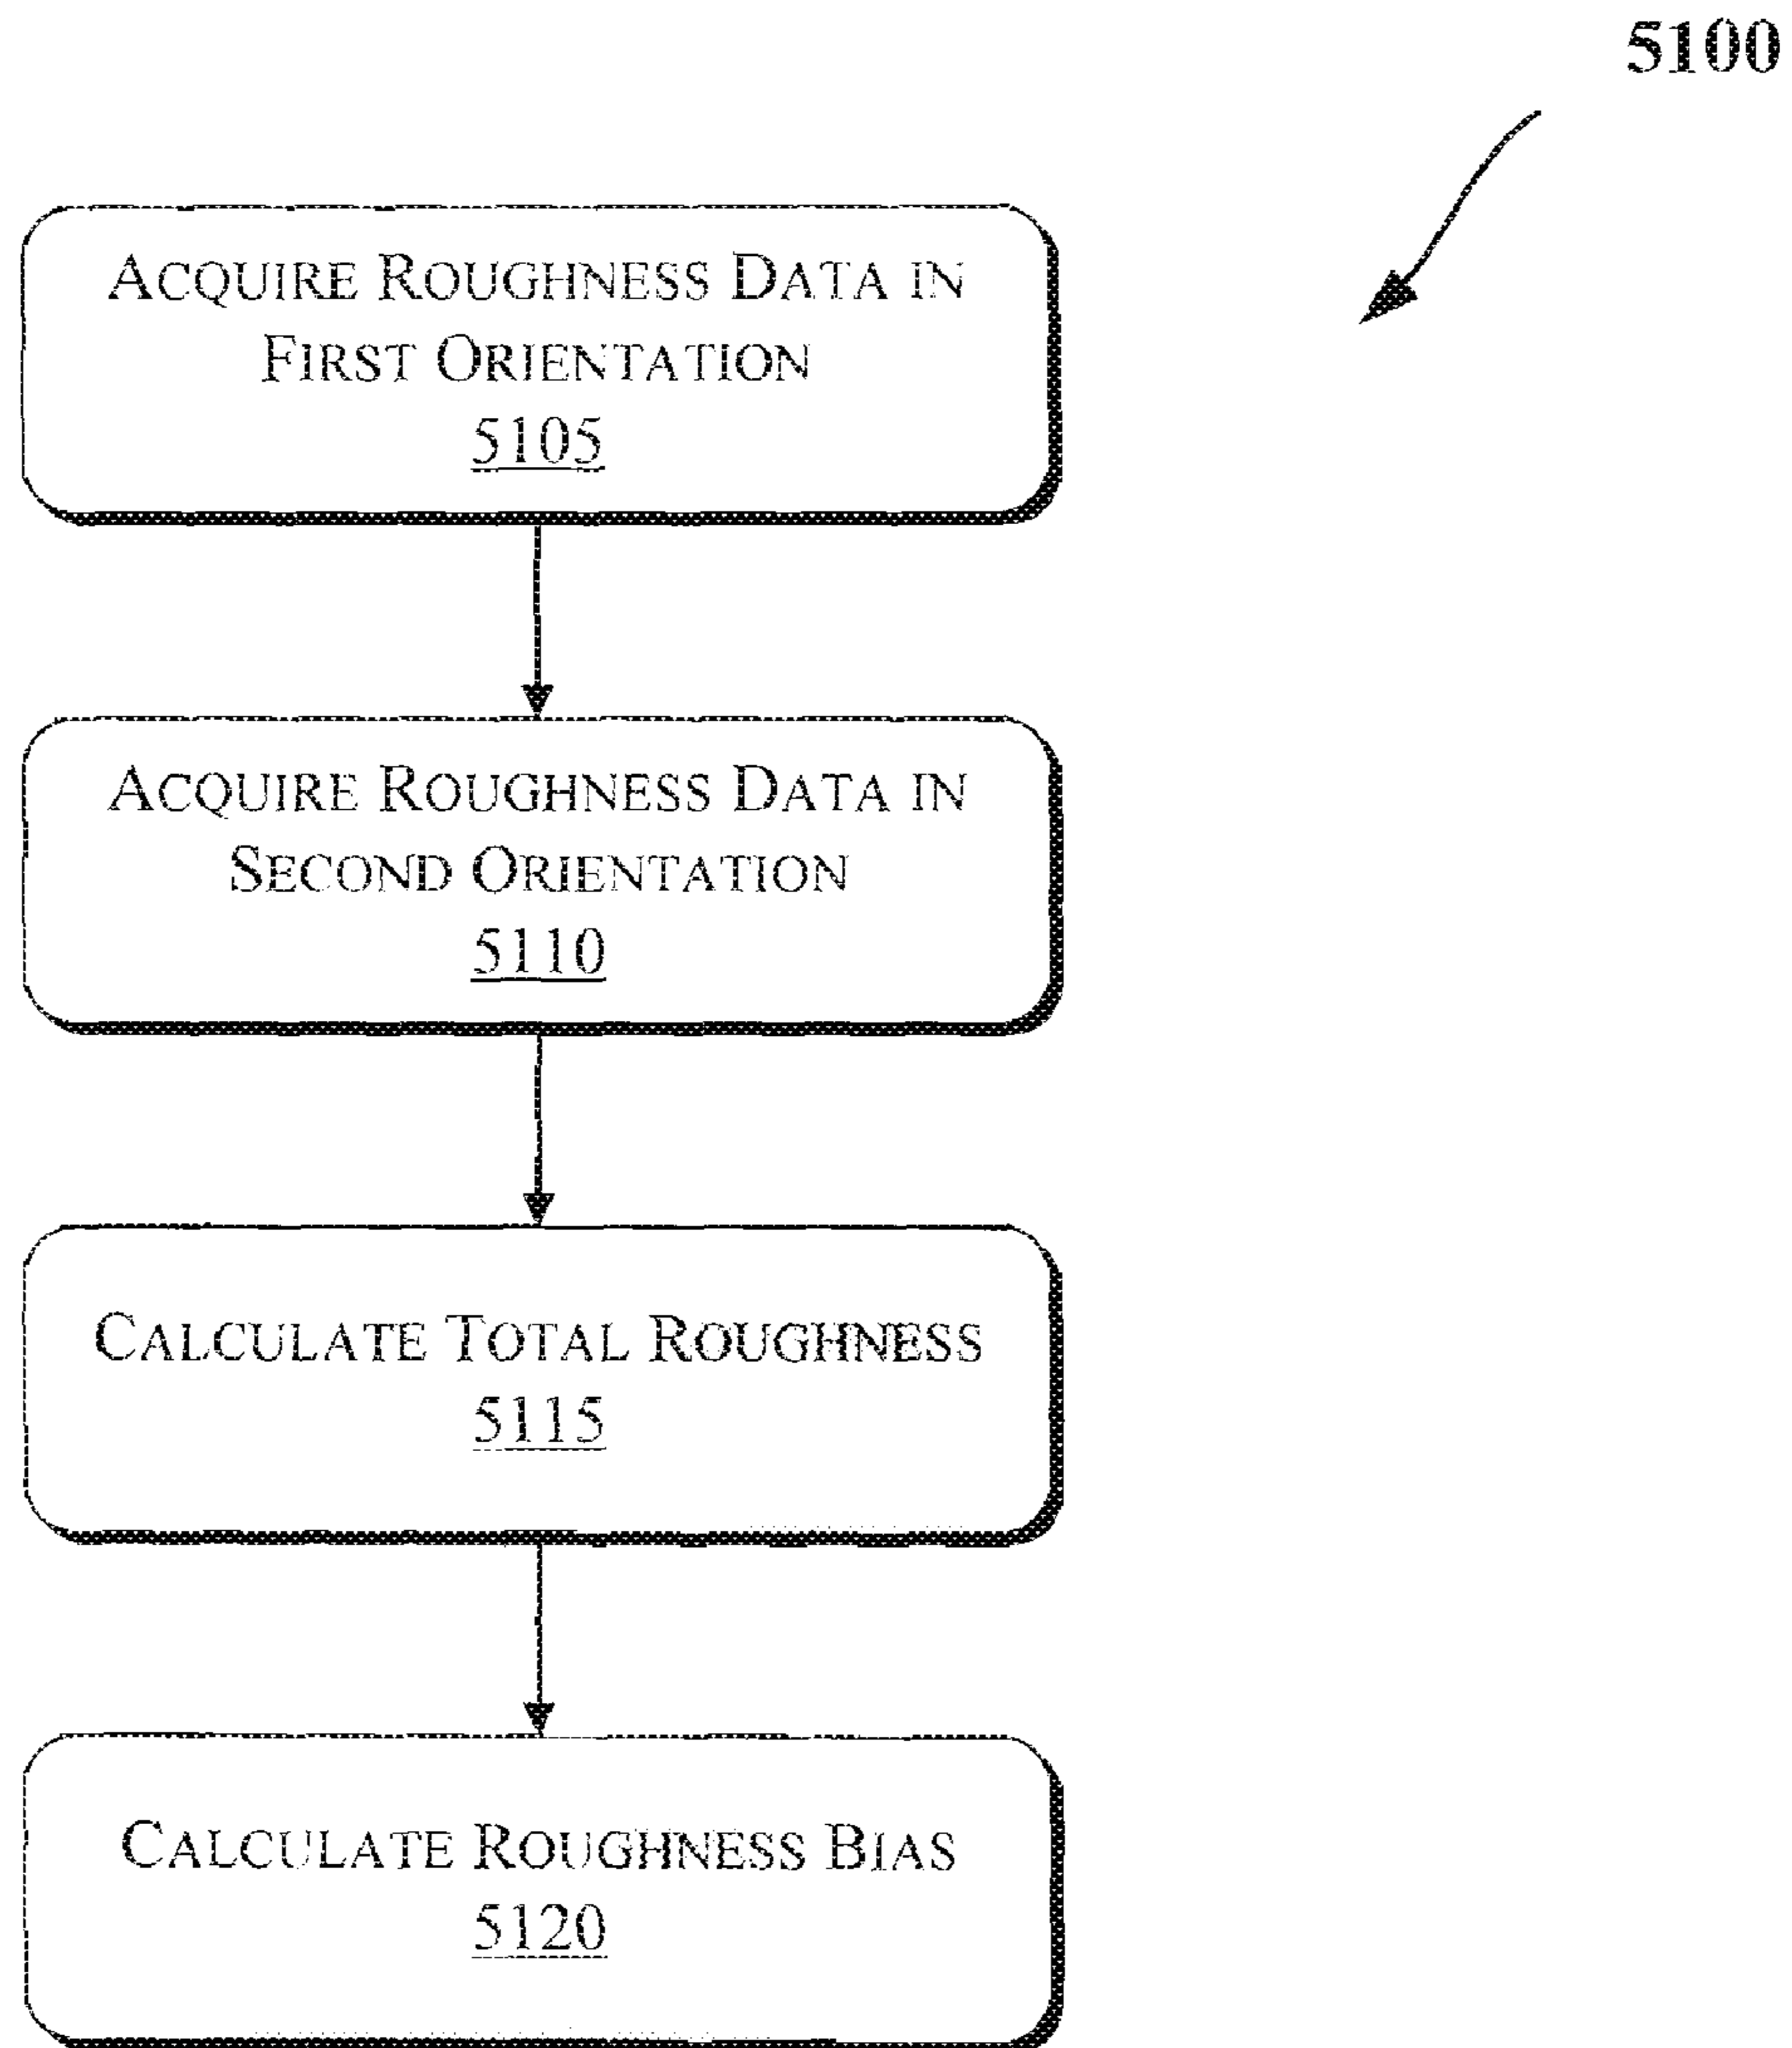 5100
ACQUIRE ROUGHNESS DATA IN
FIRST ORIENTATION
5105
ACQUIRE ROUGHNESS DATA IN
SECOND ORIENTATION
5110
CALCULATE TOTAL ROUGHNESS
5115
CALCULATE ROUGHNESS BIAS
5120